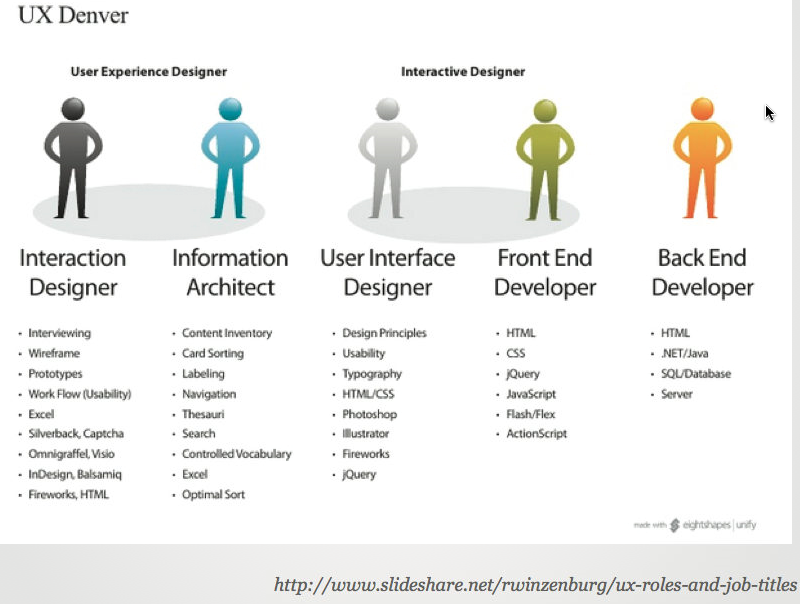 UX Denver
User Experience Designer
Interactive Designer
Interaction
Designer
• Interviewing
• Wireframe
• Prototypes
• Work Flow (Usability)
• Excel
• Silverback, Captcha
• Omnigraffel, Visio
• InDesign, Balsamiq
• Fireworks, HTML
Information
Architect
• Content Inventory
• Card Sorting
• Labeling
• Navigation
• Thesauri
• Search
• Controlled Vocabulary
• Excel
• Optimal Sort
User Interface
Designer
• Design Principles
• Usability
• Typography
• HTML/CSS
• Photoshop
• Illustrator
• Fireworks
• jQuery
Front End
Developer
• HTML
• CSS
• jQuery
• JavaScript
• Flash/Flex
• ActionScript
Back End
Developer
• HTML
• .NET/Java
• SQL/Database
• Server
made with eightshapes | unify
http://www.slideshare.net/rwinzenburg/ux-roles-and-job-titles